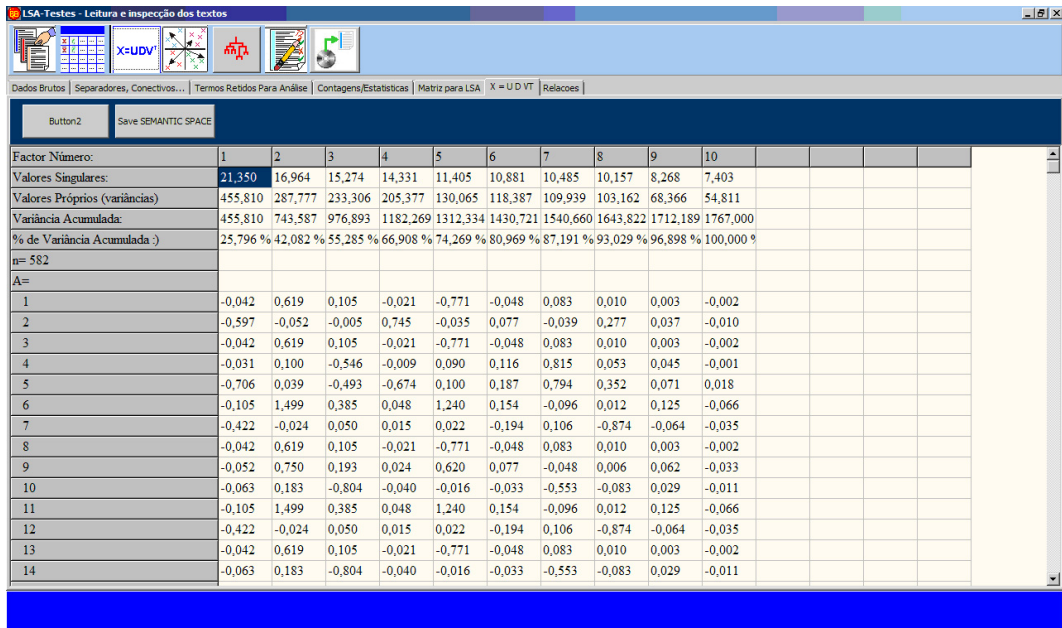 LSA-Testes - Leitura e inspecção dos textos
X=UDVᵀ
Dados Brutos Separadores, Conectivos... Termos Retidos Para Análise Contagens/Estatisticas Matriz para LSA X = U D VT Relacoes
Button2 Save SEMANTIC SPACE
Factor Número: 1 2 3 4 5 6 7 8 9 10
Valores Singulares: 21,350 16,964 15,274 14,331 11,405 10,881 10,485 10,157 8,268 7,403
Valores Próprios (variâncias) 455,810 287,777 233,306 205,377 130,065 118,387 109,939 103,162 68,366 54,811
Variância Acumulada: 455,810 743,587 976,893 1182,269 1312,334 1430,721 1540,660 1643,822 1712,189 1767,000
% de Variância Acumulada :) 25,796 % 42,082 % 55,285 % 66,908 % 74,269 % 80,969 % 87,191 % 93,029 % 96,898 % 100,000 %
n= 582
A=
1 -0,042 0,619 0,105 -0,021 -0,771 -0,048 0,083 0,010 0,003 -0,002
2 -0,597 -0,052 -0,005 0,745 -0,035 0,077 -0,039 0,277 0,037 -0,010
3 -0,042 0,619 0,105 -0,021 -0,771 -0,048 0,083 0,010 0,003 -0,002
4 -0,031 0,100 -0,546 -0,009 0,090 0,116 0,815 0,053 0,045 -0,001
5 -0,706 0,039 -0,493 -0,674 0,100 0,187 0,794 0,352 0,071 0,018
6 -0,105 1,499 0,385 0,048 1,240 0,154 -0,096 0,012 0,125 -0,066
7 -0,422 -0,024 0,050 0,015 0,022 -0,194 0,106 -0,874 -0,064 -0,035
8 -0,042 0,619 0,105 -0,021 -0,771 -0,048 0,083 0,010 0,003 -0,002
9 -0,052 0,750 0,193 0,024 0,620 0,077 -0,048 0,006 0,062 -0,033
10 -0,063 0,183 -0,804 -0,040 -0,016 -0,033 -0,553 -0,083 0,029 -0,011
11 -0,105 1,499 0,385 0,048 1,240 0,154 -0,096 0,012 0,125 -0,066
12 -0,422 -0,024 0,050 0,015 0,022 -0,194 0,106 -0,874 -0,064 -0,035
13 -0,042 0,619 0,105 -0,021 -0,771 -0,048 0,083 0,010 0,003 -0,002
14 -0,063 0,183 -0,804 -0,040 -0,016 -0,033 -0,553 -0,083 0,029 -0,011